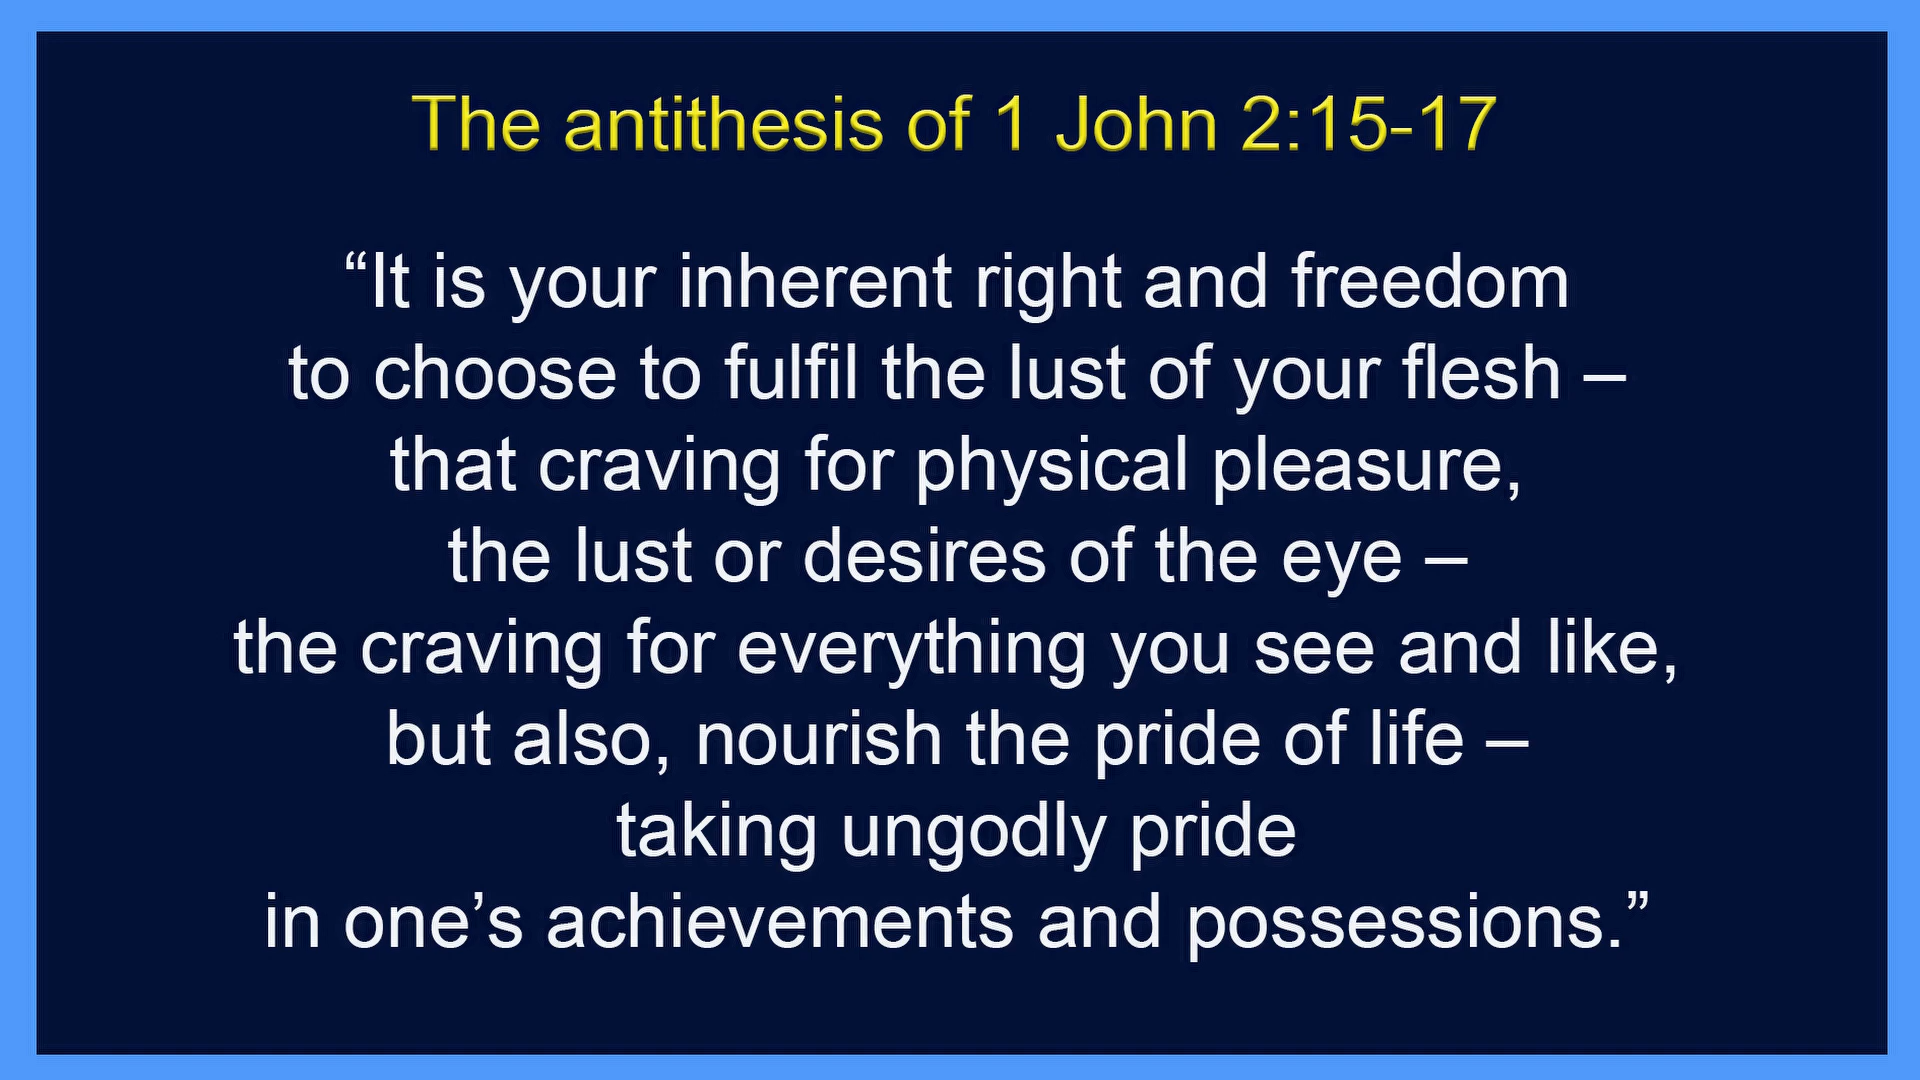 The antithesis of 1 John 2:15-17
“It is your inherent right and freedom
to choose to fulfil the lust of your flesh –
that craving for physical pleasure,
the lust or desires of the eye –
the craving for everything you see and like,
but also, nourish the pride of life –
taking ungodly pride
in one’s achievements and possessions.”